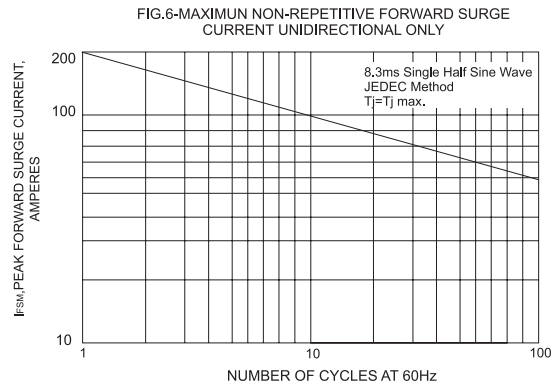 FIG.6-MAXIMUN NON-REPETITIVE FORWARD SURGE
CURRENT UNIDIRECTIONAL ONLY
200
100
10
IFSM,PEAK FORWARD SURGE CURRENT,
AMPERES
8.3ms Single Half Sine Wave
JEDEC Method
Tj=Tj max.
1
10
100
NUMBER OF CYCLES AT 60Hz